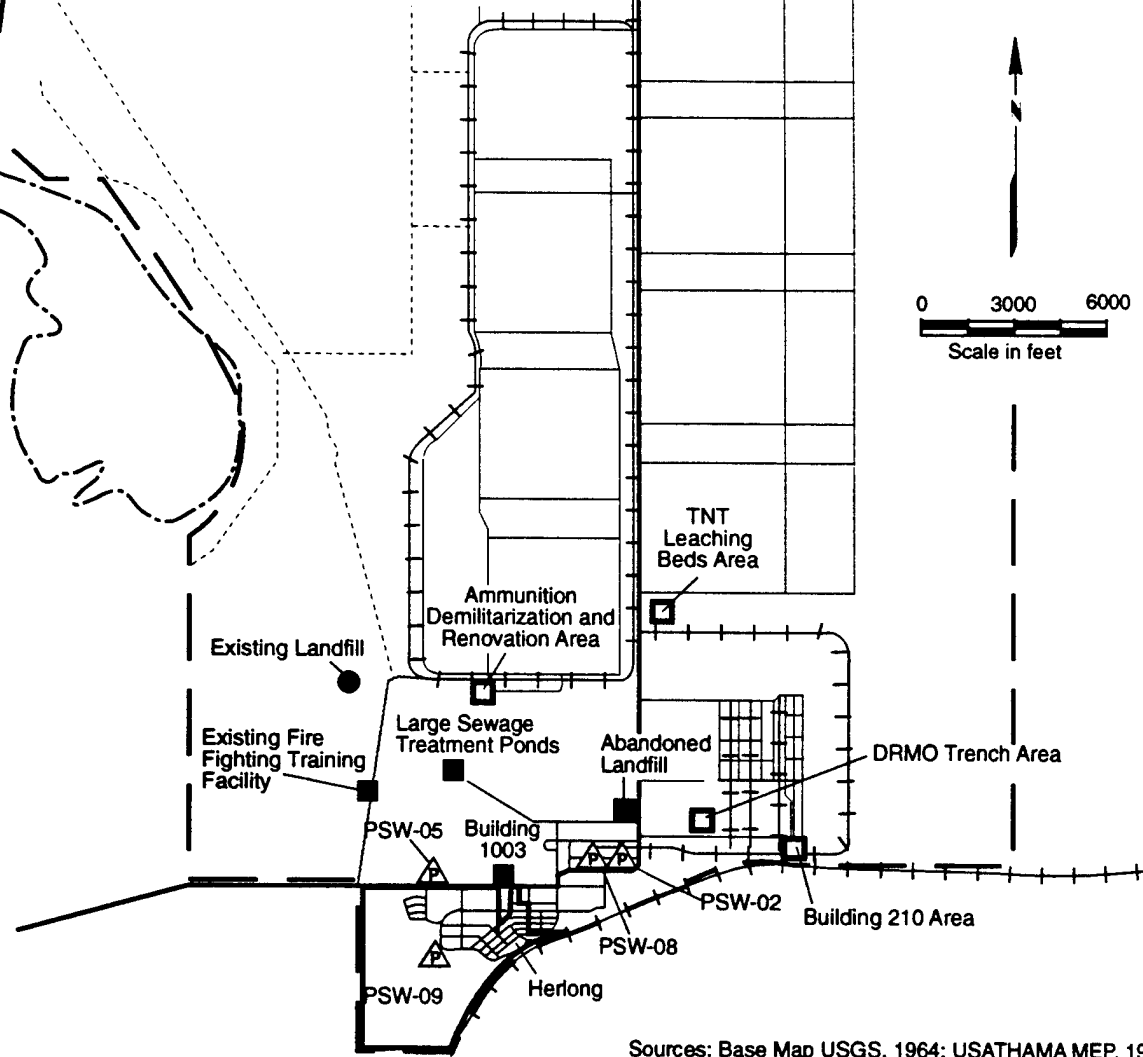 0 3000 6000
Scale in feet
TNT
Leaching
Beds Area
Ammunition
Demilitarization and
Renovation Area
Existing Landfill
Large Sewage
Treatment Ponds
Existing Fire
Fighting Training
Facility
Abandoned
Landfill
DRMO Trench Area
PSW-05
Building
1003
P
P
P
P
PSW-02
Building 210 Area
PSW-08
PSW-09
Herlong
Sources: Base Map USGS, 1964; USATHAMA MEP,